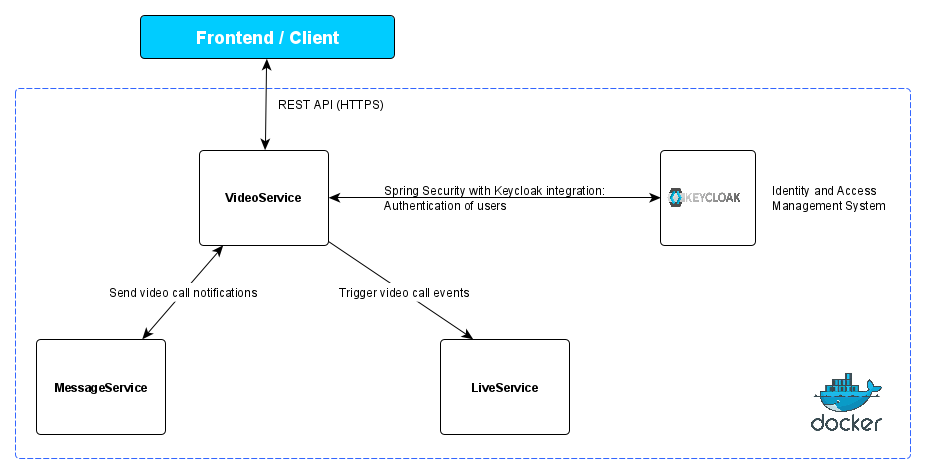 Frontend / Client
REST API (HTTPS)
VideoService
Spring Security with Keycloak integration:
Authentication of users
KEYCLOAK
Identity and Access
Management System
Send video call notifications
Trigger video call events
MessageService
LiveService
docker